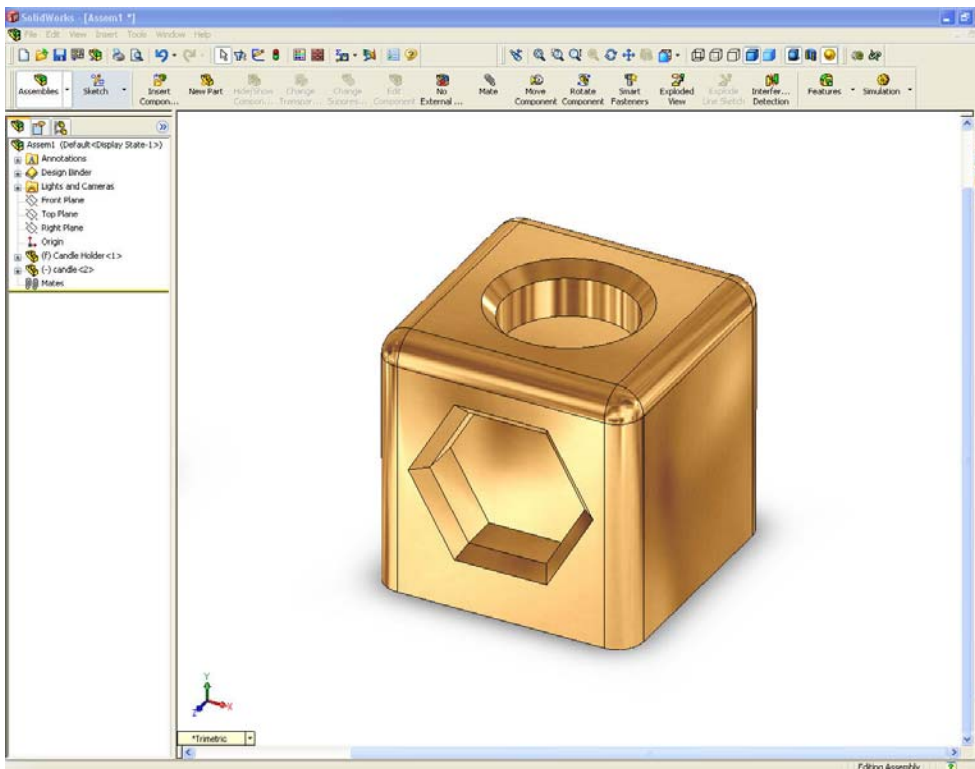 SolidWorks - [Assem1 *]
File Edit View Insert Tools Window Help
Assemblies Sketch Insert Compon... New Part Hide/Show Compon... Change Transpar... Change Suppres... Edit Component No External ... Mate Move Component Rotate Component Smart Fasteners Exploded View Explode Line Sketch Interfer... Detection Features Simulation
Assem1 (Default<Display State-1>)
Annotations
Design Binder
Lights and Cameras
Front Plane
Top Plane
Right Plane
Origin
(f) Candle Holder<1>
(-) candle<2>
Mates
Y
X
Z
*Trimetric
Editing Assembly